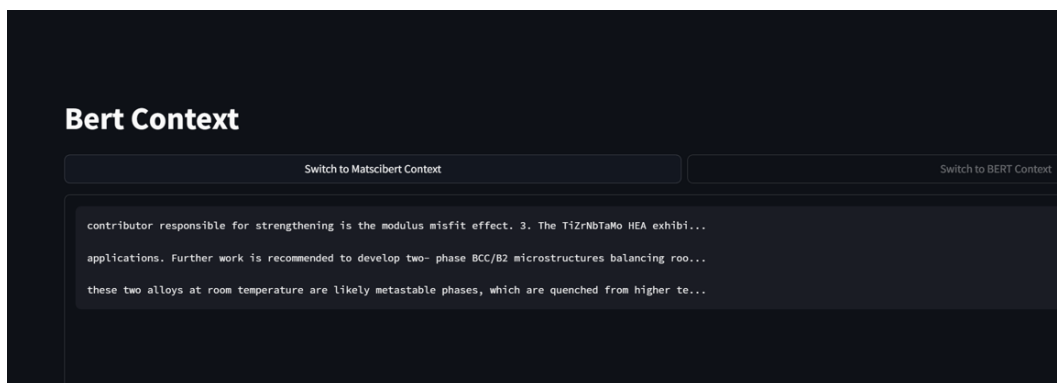 Bert Context
Switch to Matscibert Context
Switch to BERT Context
contributor responsible for strengthening is the modulus misfit effect. 3. The TiZrNbTaMo HEA exhibi...
applications. Further work is recommended to develop two- phase BCC/B2 microstructures balancing roo...
these two alloys at room temperature are likely metastable phases, which are quenched from higher te...